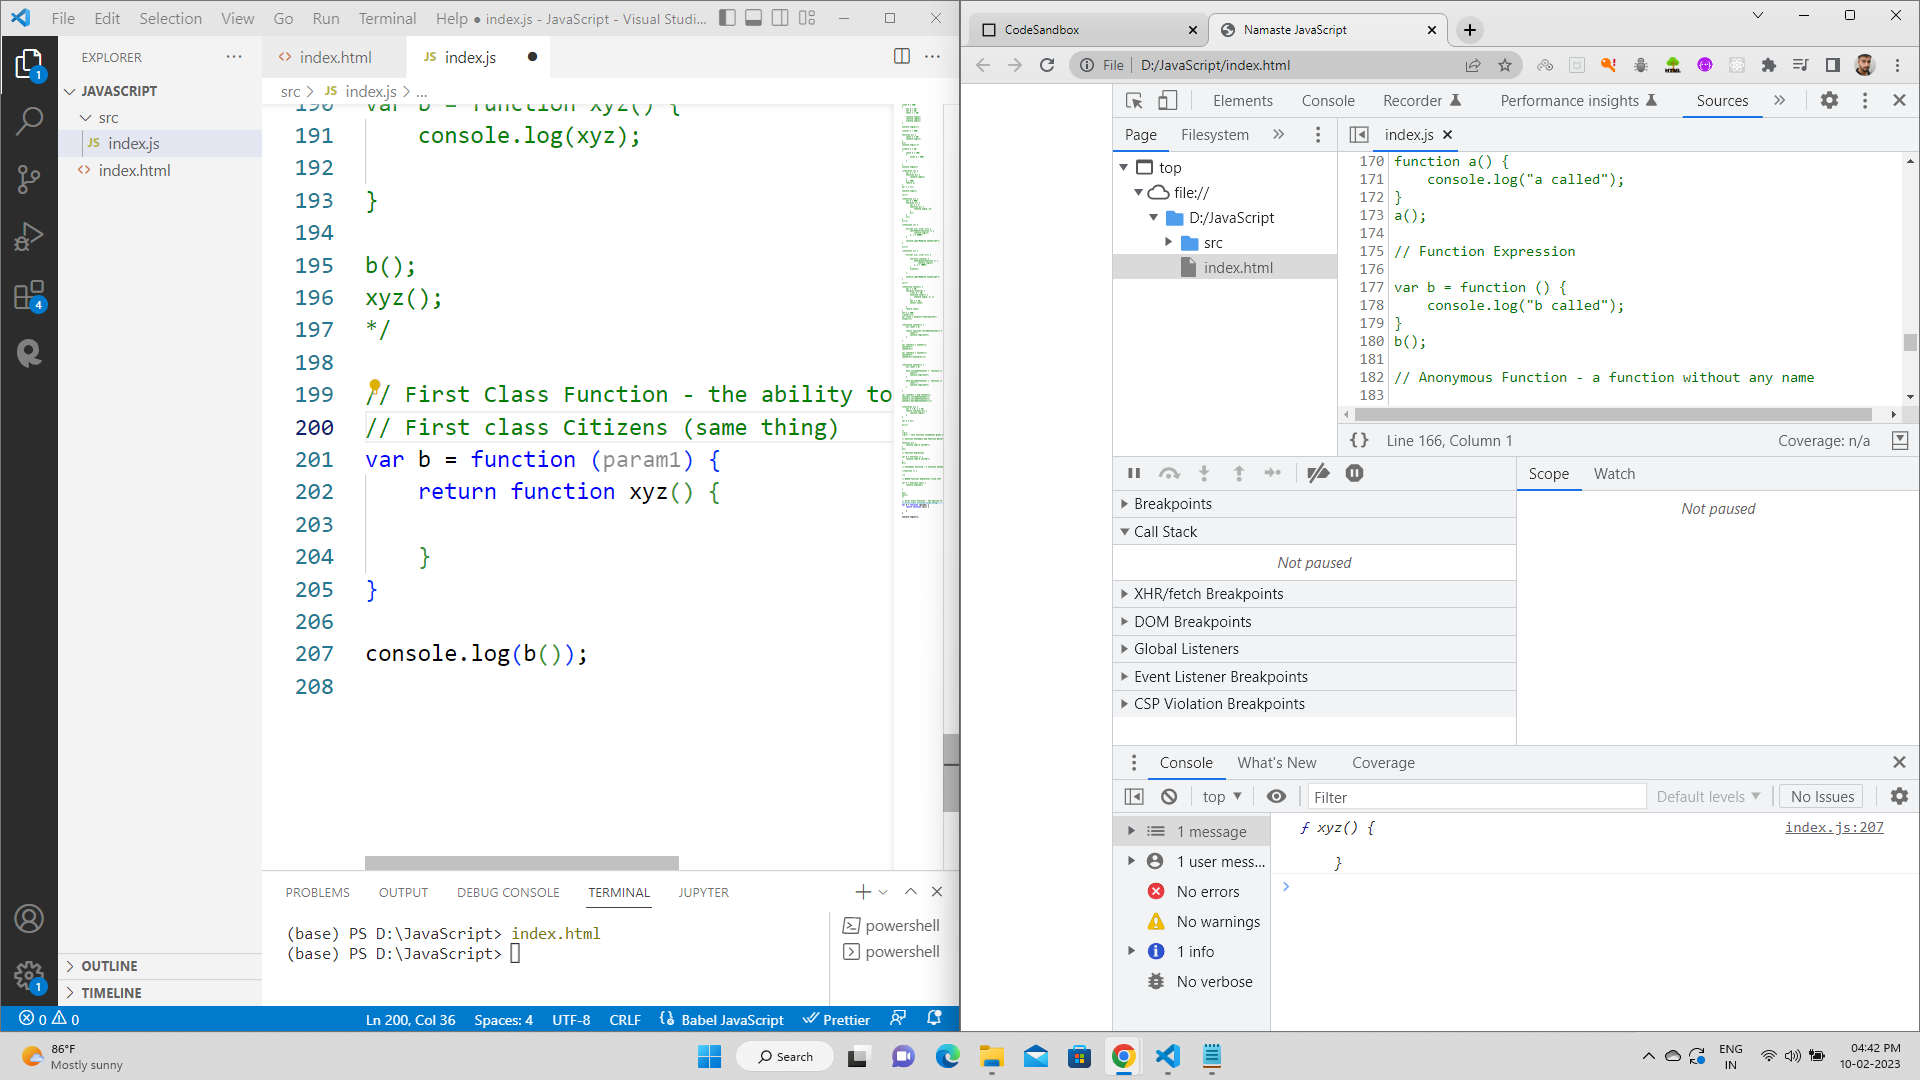 File Edit Selection View Go Run Terminal Help ● index.js - JavaScript - Visual Studi...
EXPLORER ...
JAVASCRIPT
src
JS index.js
index.html
OUTLINE
TIMELINE
1
4
1
<> index.html
JS index.js ●
src > JS index.js > ...
190 var b = function xyz() {
191 console.log(xyz);
192
193 }
194
195 b();
196 xyz();
197 */
198
199 // First Class Function - the ability to
200 // First class Citizens (same thing)
201 var b = function (param1) {
202 return function xyz() {
203
204 }
205 }
206
207 console.log(b());
208
PROBLEMS OUTPUT DEBUG CONSOLE TERMINAL JUPYTER
(base) PS D:\JavaScript> index.html
(base) PS D:\JavaScript>
powershell
powershell
0 0 Ln 200, Col 36 Spaces: 4 UTF-8 CRLF {} Babel JavaScript Prettier
CodeSandbox
Namaste JavaScript
File | D:/JavaScript/index.html
Elements Console Recorder Performance insights Sources »
Page Filesystem »
index.js
top
file://
D:/JavaScript
src
index.html
170 function a() {
171 console.log("a called");
172 }
173 a();
174
175 // Function Expression
176
177 var b = function () {
178 console.log("b called");
179 }
180 b();
181
182 // Anonymous Function - a function without any name
183
{} Line 166, Column 1 Coverage: n/a
Breakpoints
Call Stack
Not paused
XHR/fetch Breakpoints
DOM Breakpoints
Global Listeners
Event Listener Breakpoints
CSP Violation Breakpoints
Scope Watch
Not paused
Console What's New Coverage
top Filter Default levels No Issues
1 message
1 user mess...
No errors
No warnings
1 info
No verbose
ƒ xyz() { index.js:207
}
86°F
Mostly sunny
Search
ENG
IN
04:42 PM
10-02-2023